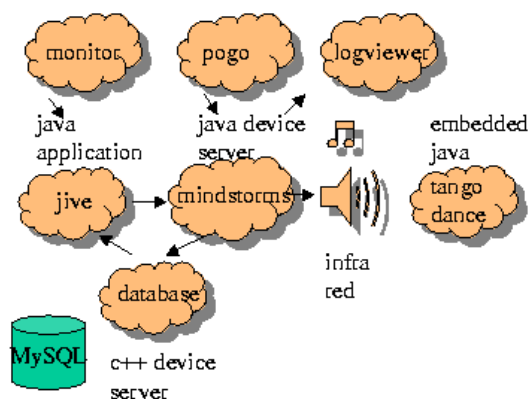 monitor
pogo
logviewer
java
application
java device
server
embedded
java
jive
mindstorms
tango
dance
infra
red
database
MySQL
c++ device
server